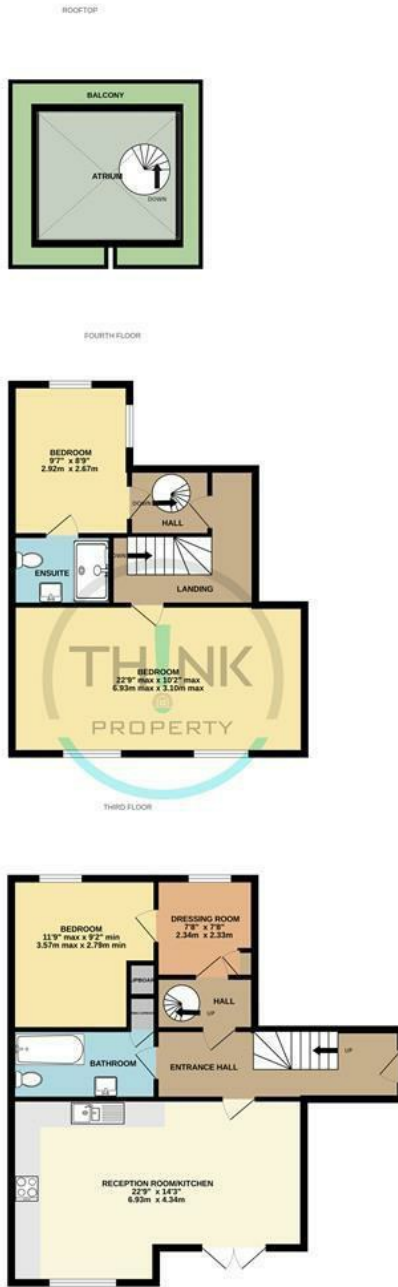 ROOFTOP
BALCONY
ATRIUM
DOWN
FOURTH FLOOR
BEDROOM
9'7" x 8'9"
2.92m x 2.67m
DOWN
HALL
ENSUITE
DOWN
LANDING
BEDROOM
22'9" max x 10'2" max
6.93m max x 3.10m max
TH!NK
PROPERTY
THIRD FLOOR
BEDROOM
11'9" max x 9'2" min
3.57m max x 2.79m min
DRESSING ROOM
7'8" x 7'8"
2.34m x 2.33m
UPBOAR
HALL
UP
BATHROOM
ENTRANCE HALL
UP
RECEPTION ROOM/KITCHEN
22'9" x 14'3"
6.93m x 4.34m